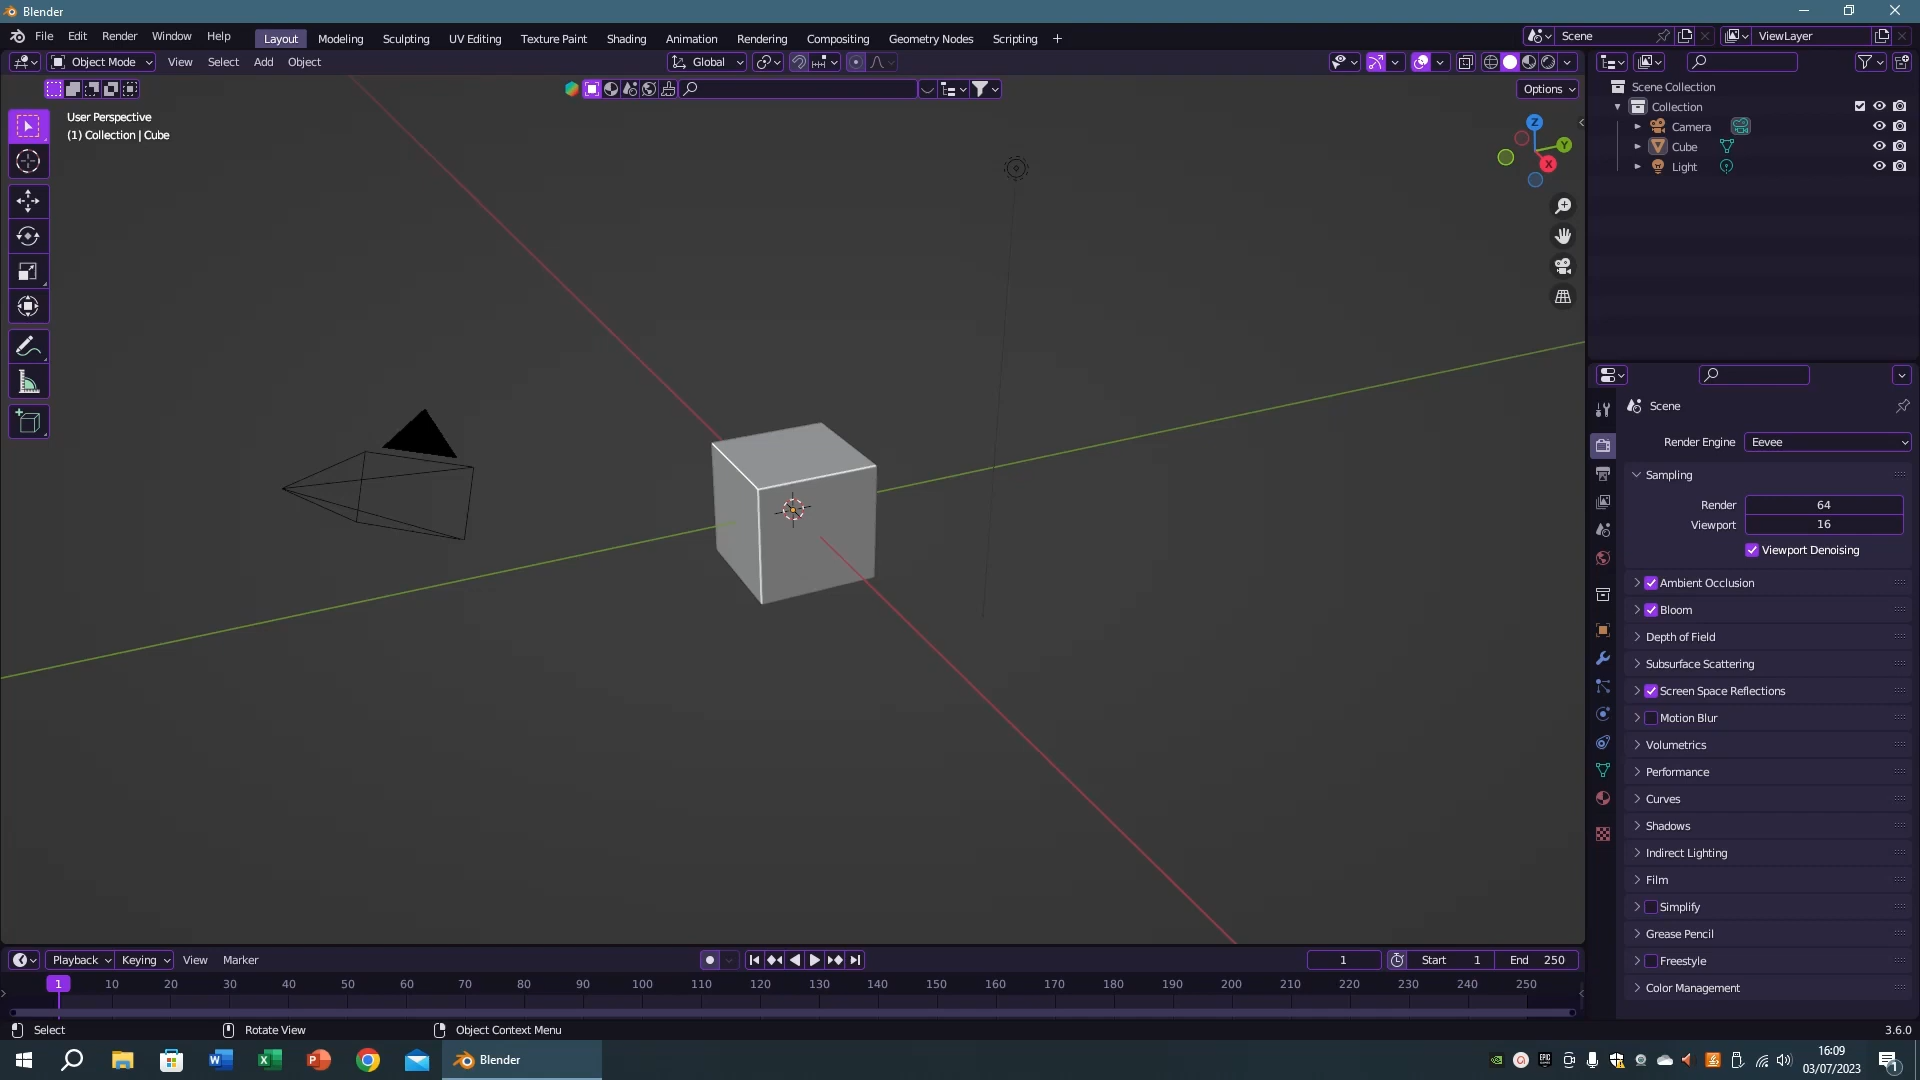 Blender
File Edit Render Window Help Layout Modeling Sculpting UV Editing Texture Paint Shading Animation Rendering Compositing Geometry Nodes Scripting + Scene ViewLayer
Object Mode View Select Add Object Global
Options
User Perspective
(1) Collection | Cube
Z
Y
X
Scene Collection
Collection
Camera
Cube
Light
Scene
Render Engine Eevee
Sampling
Render 64
Viewport 16
Viewport Denoising
Ambient Occlusion
Bloom
Depth of Field
Subsurface Scattering
Screen Space Reflections
Motion Blur
Volumetrics
Performance
Curves
Shadows
Indirect Lighting
Film
Simplify
Grease Pencil
Freestyle
Color Management
Playback Keying View Marker 1 Start 1 End 250
1 10 20 30 40 50 60 70 80 90 100 110 120 130 140 150 160 170 180 190 200 210 220 230 240 250
Select Rotate View Object Context Menu 3.6.0
Blender
16:09
03/07/2023
1